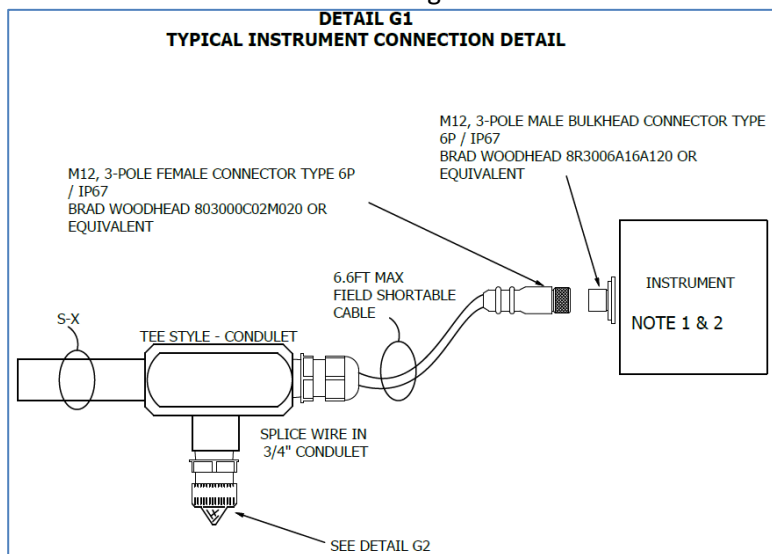 DETAIL G1
TYPICAL INSTRUMENT CONNECTION DETAIL
M12, 3-POLE MALE BULKHEAD CONNECTOR TYPE
6P / IP67
BRAD WOODHEAD 8R3006A16A120 OR
EQUIVALENT
M12, 3-POLE FEMALE CONNECTOR TYPE 6P
/ IP67
BRAD WOODHEAD 803000C02M020 OR
EQUIVALENT
6.6FT MAX
FIELD SHORTABLE
CABLE
INSTRUMENT
NOTE 1 & 2
S-X
TEE STYLE - CONDULET
SPLICE WIRE IN
3/4" CONDULET
SEE DETAIL G2